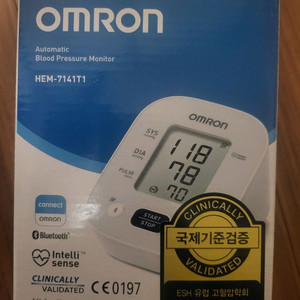 OMRON
Automatic
Blood Pressure Monitor
HEM-7141T1
OMRON
SYS
118
DIA
78
PULSE
70
START
STOP
connect
OMRON
Bluetooth®
Intelli
sense
CLINICALLY
VALIDATED
CE0197
CLINICALLY
국제기준검증
VALIDATED
ESH 유럽 고혈압학회